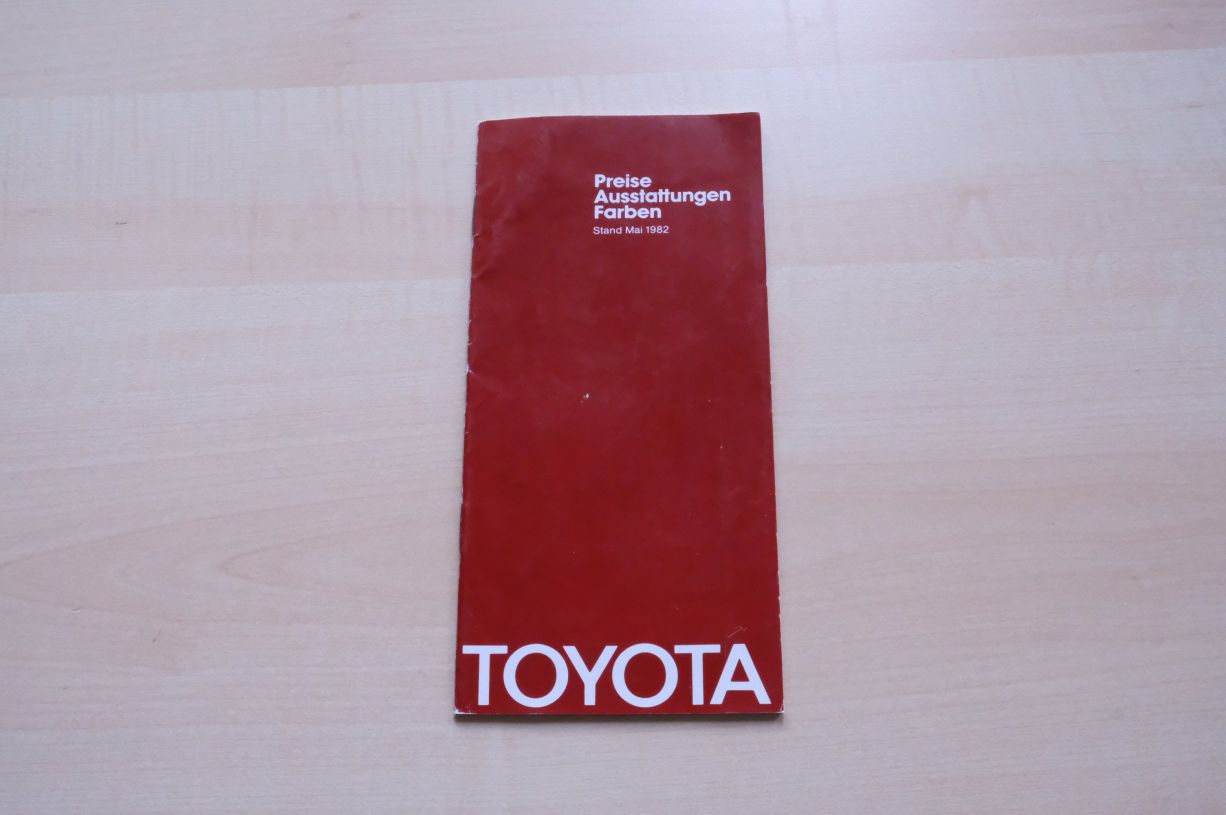 Preise
Ausstattungen
Farben
Stand Mai 1982
TOYOTA